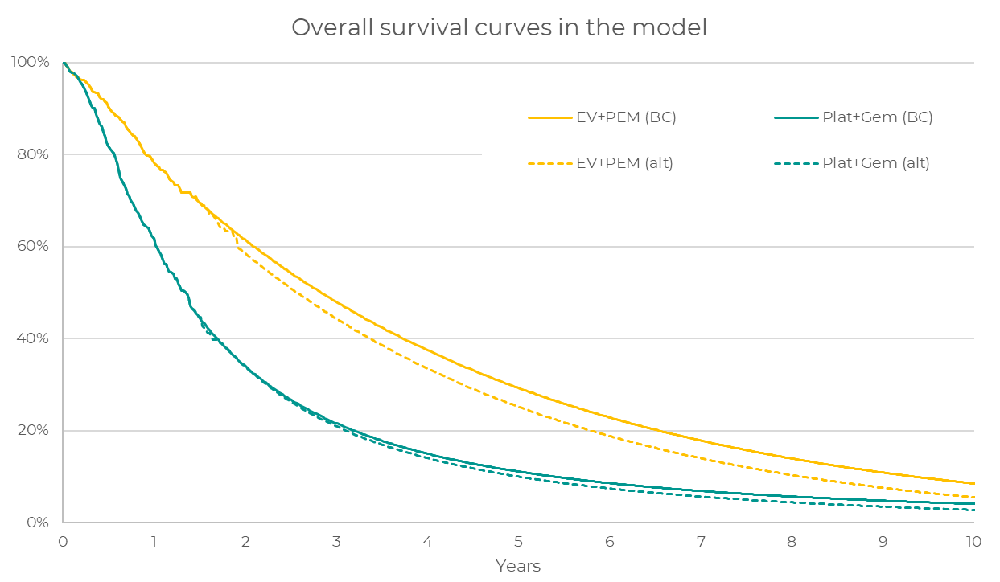 Overall survival curves in the model
100%
EV+PEM (BC) Plat+Gem (BC)
80%
EV+PEM (alt) Plat+Gem (alt)
60%
40%
20%
0%
0 1 2 3 4 5 6 7 8 9 10
Years